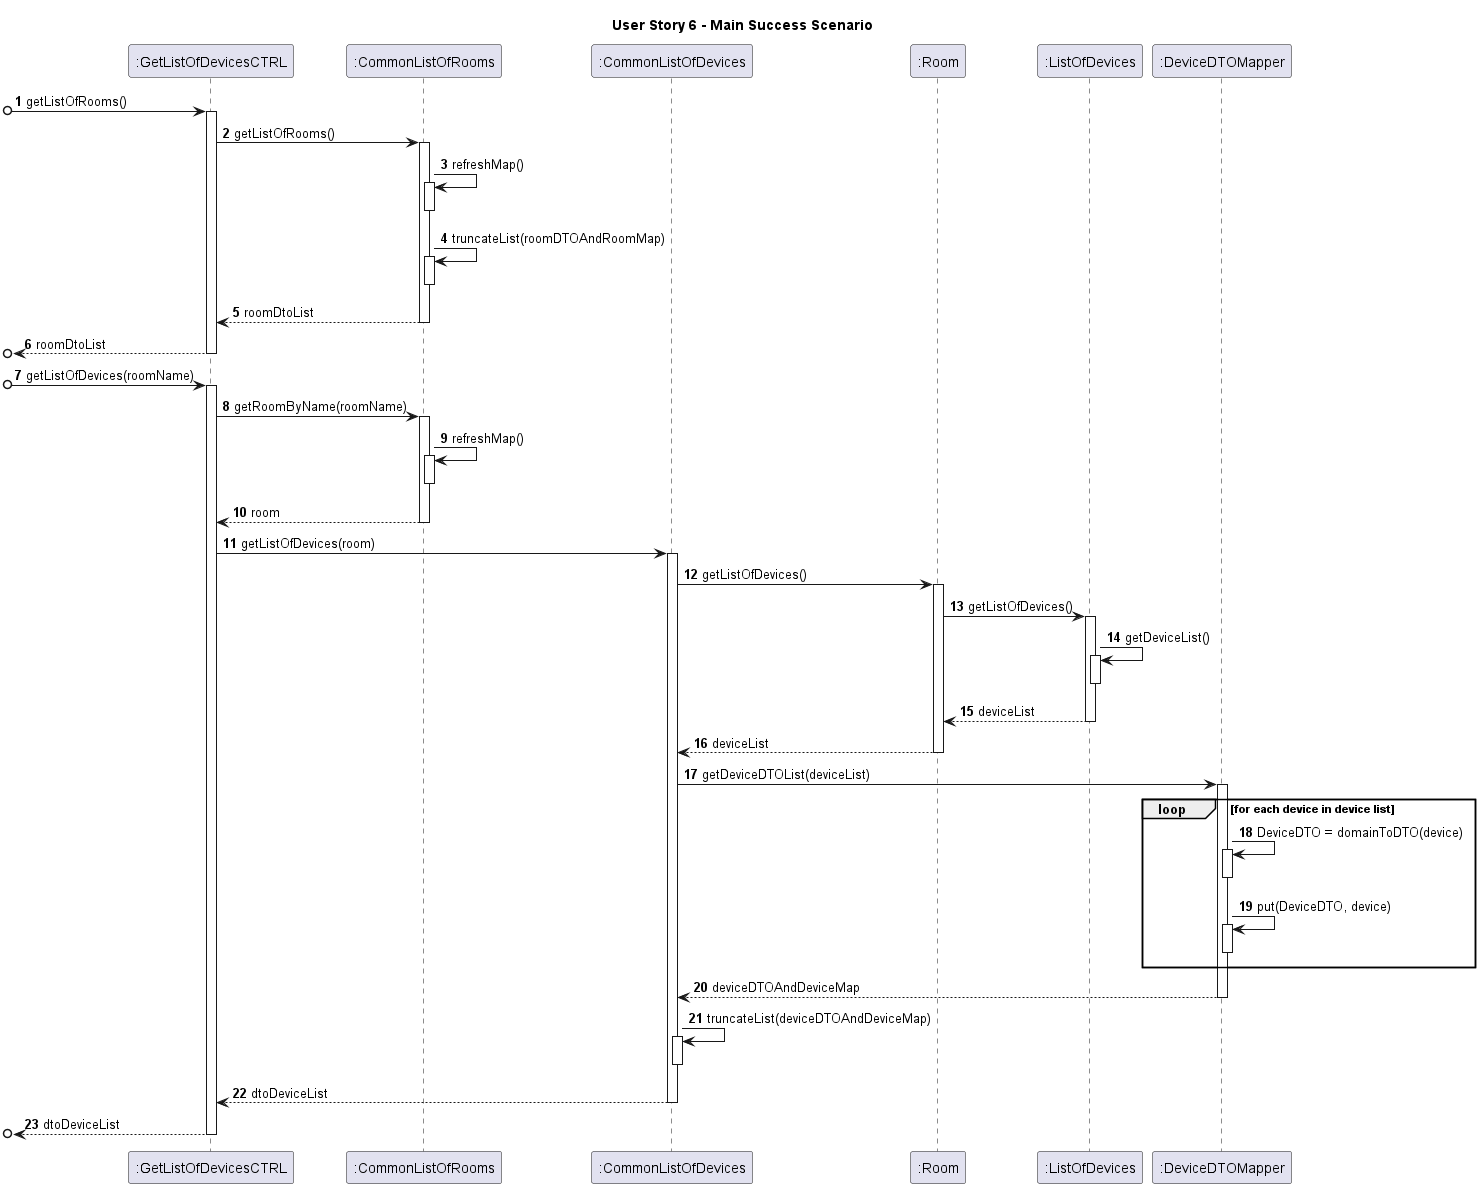 User Story 6 - Main Success Scenario
:GetListOfDevicesCTRL :CommonListOfRooms :CommonListOfDevices :Room :ListOfDevices :DeviceDTOMapper
1 getListOfRooms()
2 getListOfRooms()
3 refreshMap()
4 truncateList(roomDTOAndRoomMap)
5 roomDtoList
6 roomDtoList
7 getListOfDevices(roomName)
8 getRoomByName(roomName)
9 refreshMap()
10 room
11 getListOfDevices(room)
12 getListOfDevices()
13 getListOfDevices()
14 getDeviceList()
15 deviceList
16 deviceList
17 getDeviceDTOList(deviceList)
loop [for each device in device list]
18 DeviceDTO = domainToDTO(device)
19 put(DeviceDTO, device)
20 deviceDTOAndDeviceMap
21 truncateList(deviceDTOAndDeviceMap)
22 dtoDeviceList
23 dtoDeviceList
:GetListOfDevicesCTRL :CommonListOfRooms :CommonListOfDevices :Room :ListOfDevices :DeviceDTOMapper